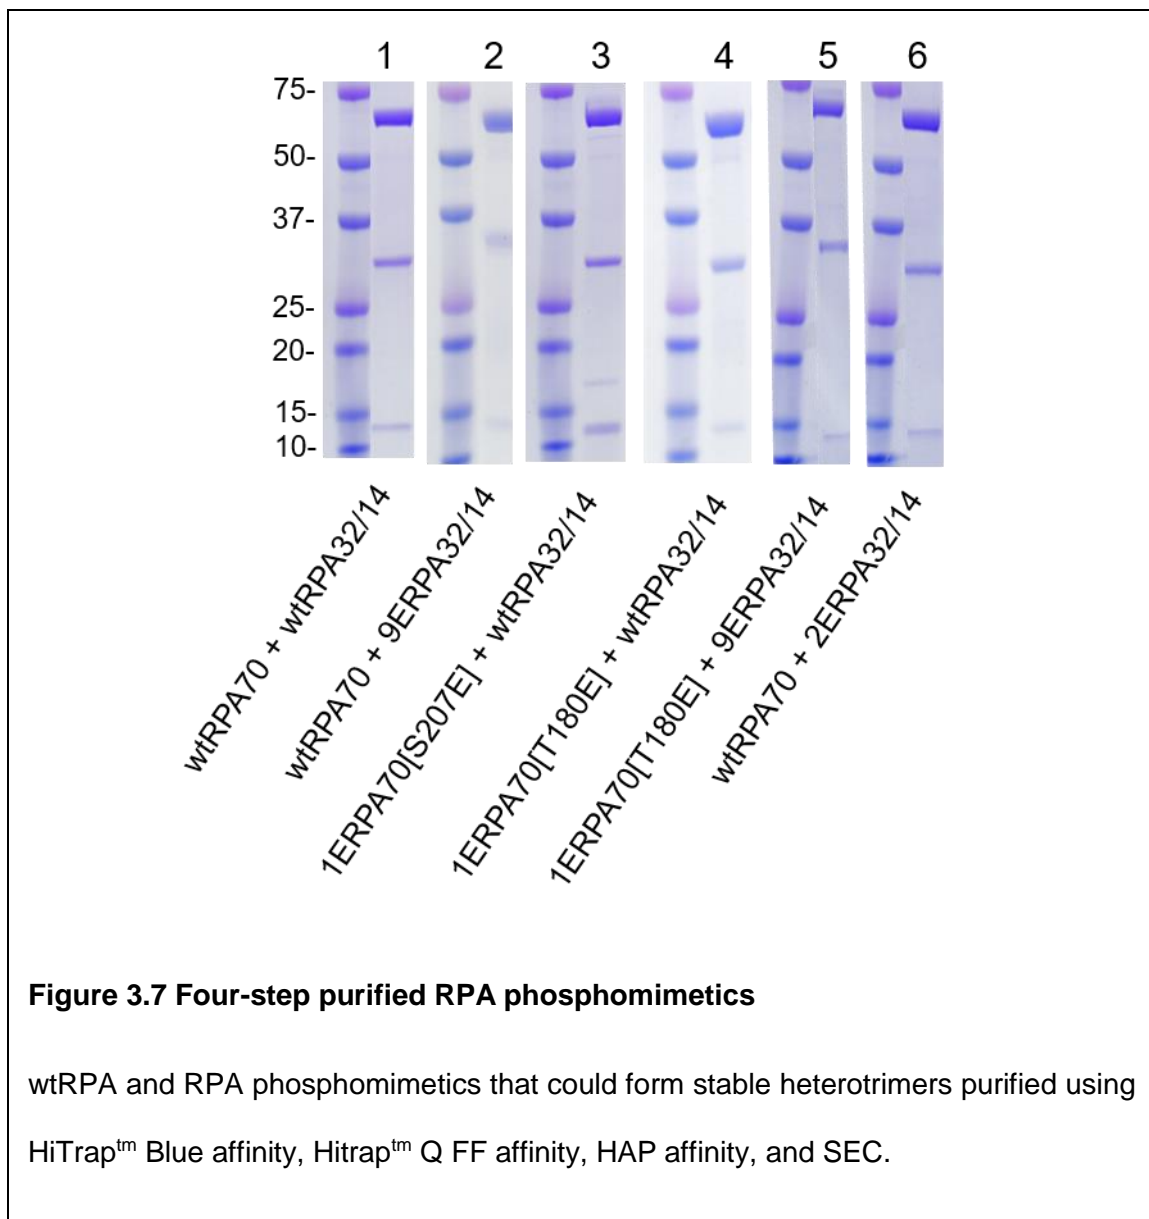 1 2 3 4 5 6
75-
50-
37-
25-
20-
15-
10-
wtRPA70 + wtRPA32/14
wtRPA70 + 9ERPA32/14
1ERPA70[S207E] + wtRPA32/14
1ERPA70[T180E] + wtRPA32/14
1ERPA70[T180E] + 9ERPA32/14
wtRPA70 + 2ERPA32/14
Figure 3.7 Four-step purified RPA phosphomimetics
wtRPA and RPA phosphomimetics that could form stable heterotrimers purified using
HiTrap™ Blue affinity, Hitrap™ Q FF affinity, HAP affinity, and SEC.